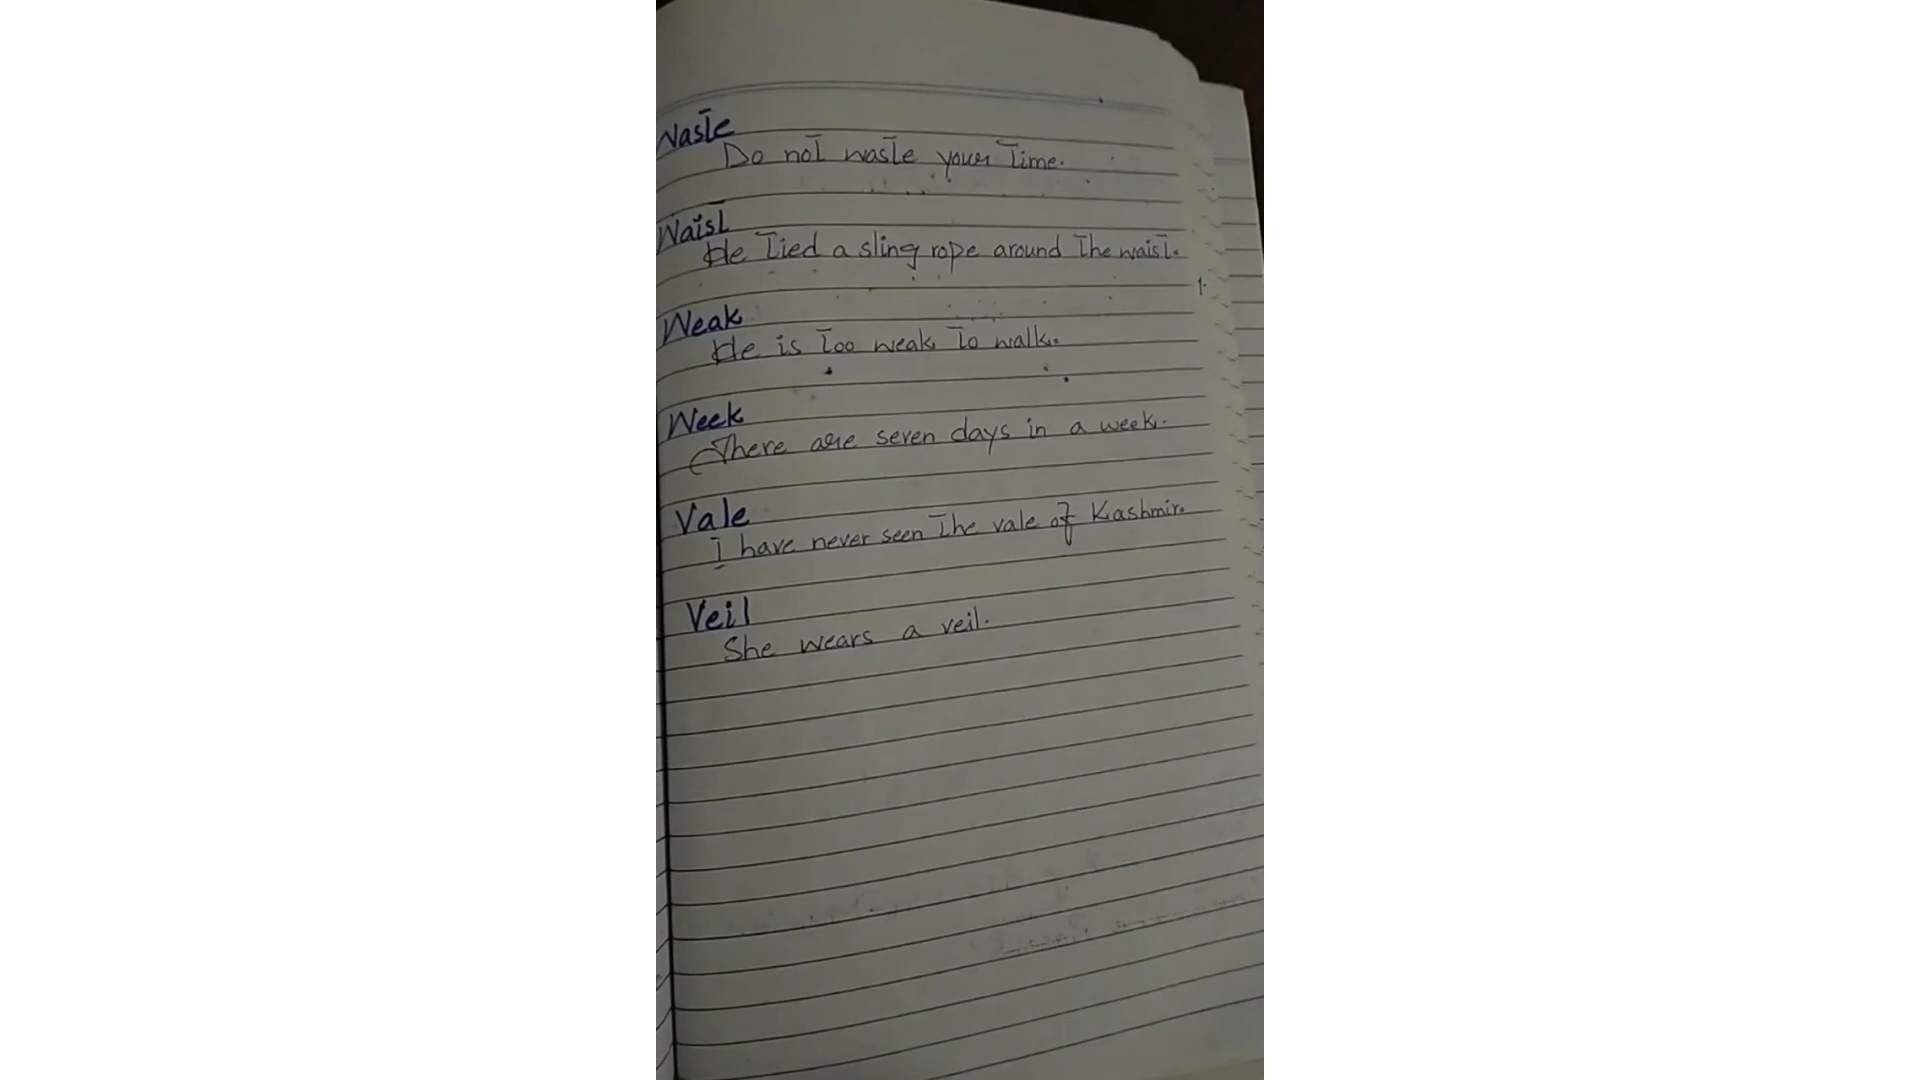 Waste
Do not waste your time.
Waist
He tied a sling rope around the waist.
Weak
He is too weak to walk.
Week
There are seven days in a week.
Vale
I have never seen the vale of Kashmir.
Veil
She wears a veil.